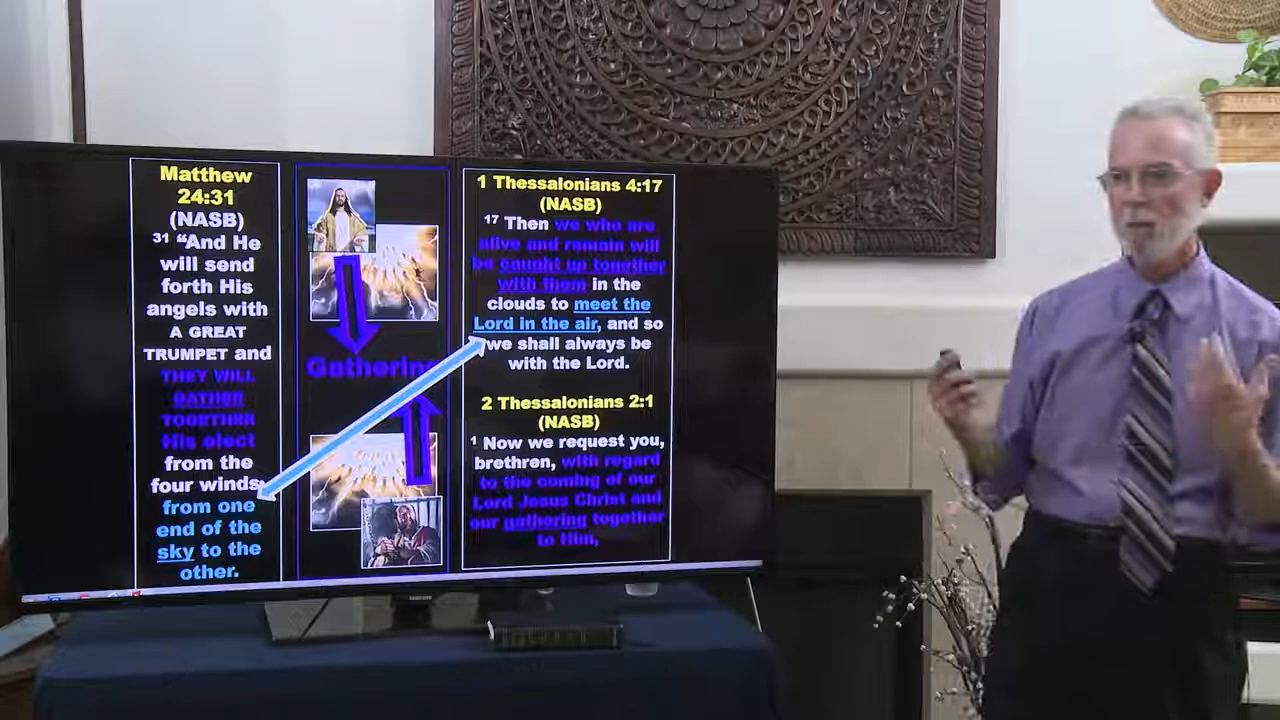 Matthew
24:31
(NASB)
31 “And He
will send
forth His
angels with
A GREAT
TRUMPET and
THEY WILL
GATHER
TOGETHER
His elect
from the
four winds,
from one
end of the
sky to the
other.
Gathering
1 Thessalonians 4:17
(NASB)
17 Then we who are
alive and remain will
be caught up together
with them in the
clouds to meet the
Lord in the air, and so
we shall always be
with the Lord.
2 Thessalonians 2:1
(NASB)
1 Now we request you,
brethren, with regard
to the coming of our
Lord Jesus Christ and
our gathering together
to Him,